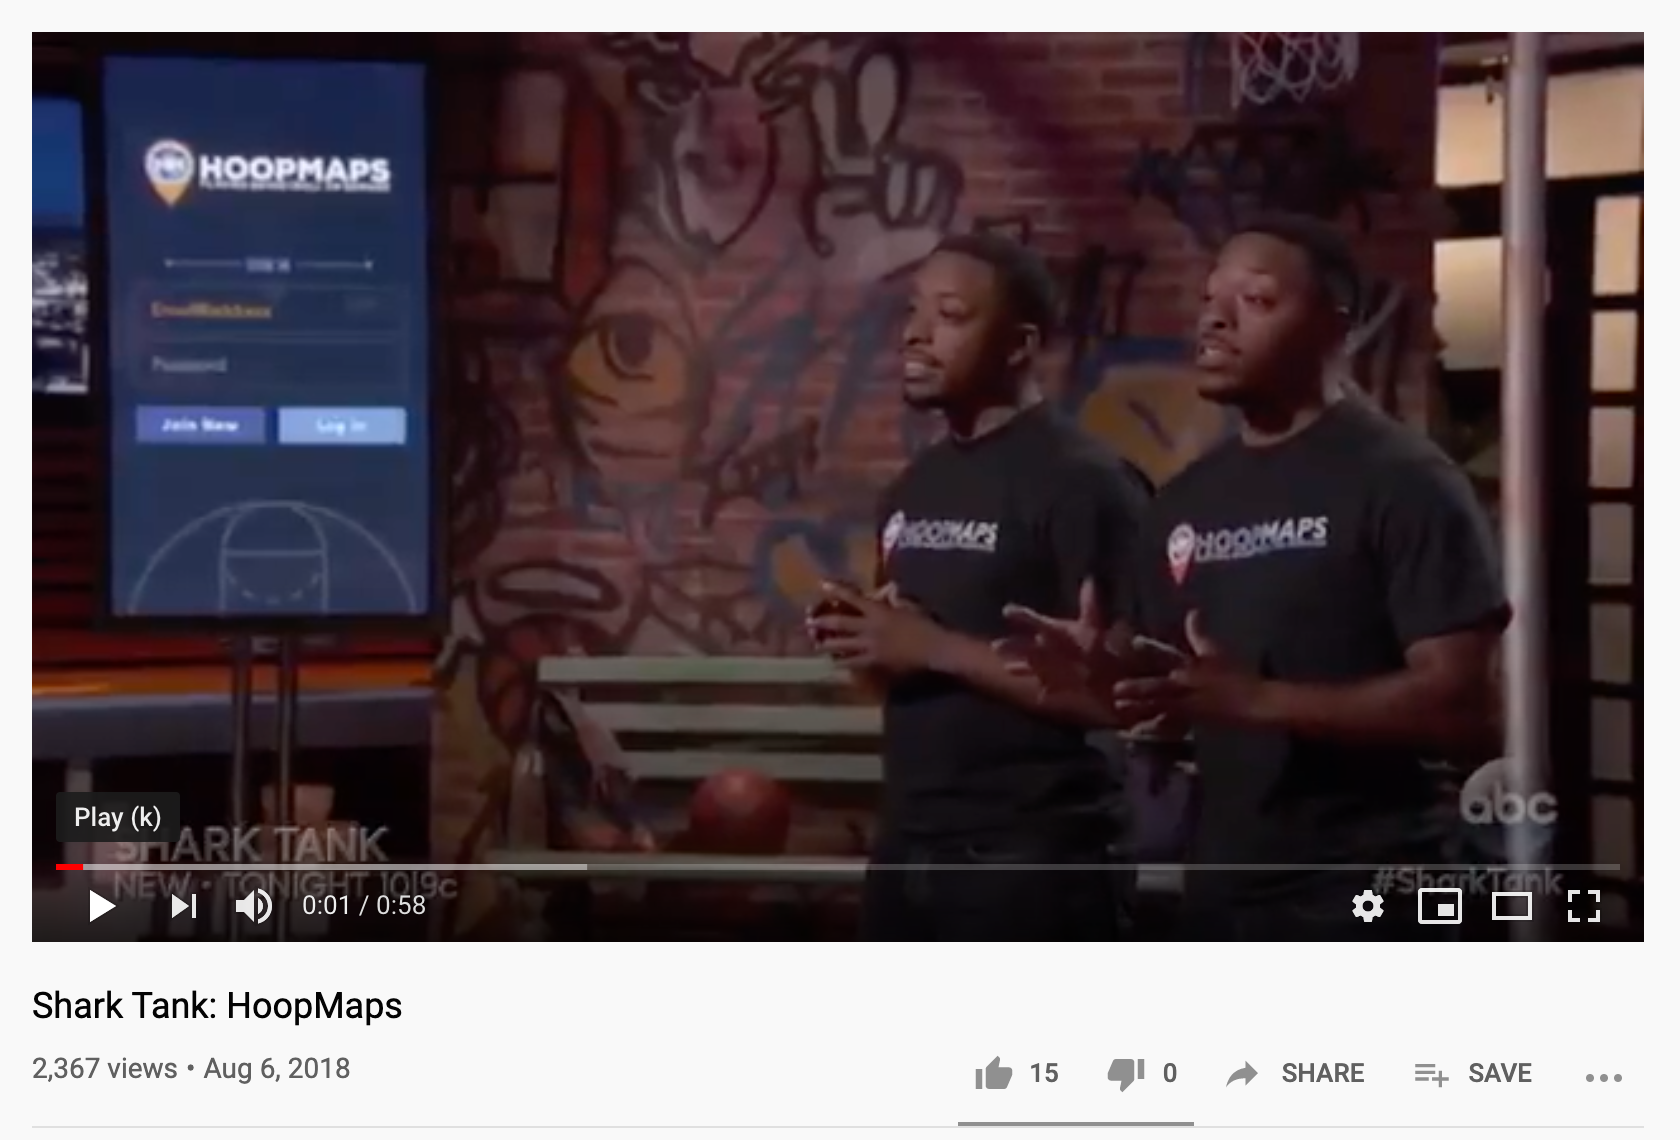 HOOPMAPS
Password
Join Now
Log in
HOOPMAPS
HOOPMAPS
abc
Play (k)
SHARK TANK
NEW • TONIGHT 10|9c
#SharkTank
0:01 / 0:58
Shark Tank: HoopMaps
2,367 views • Aug 6, 2018
15
0
SHARE
SAVE